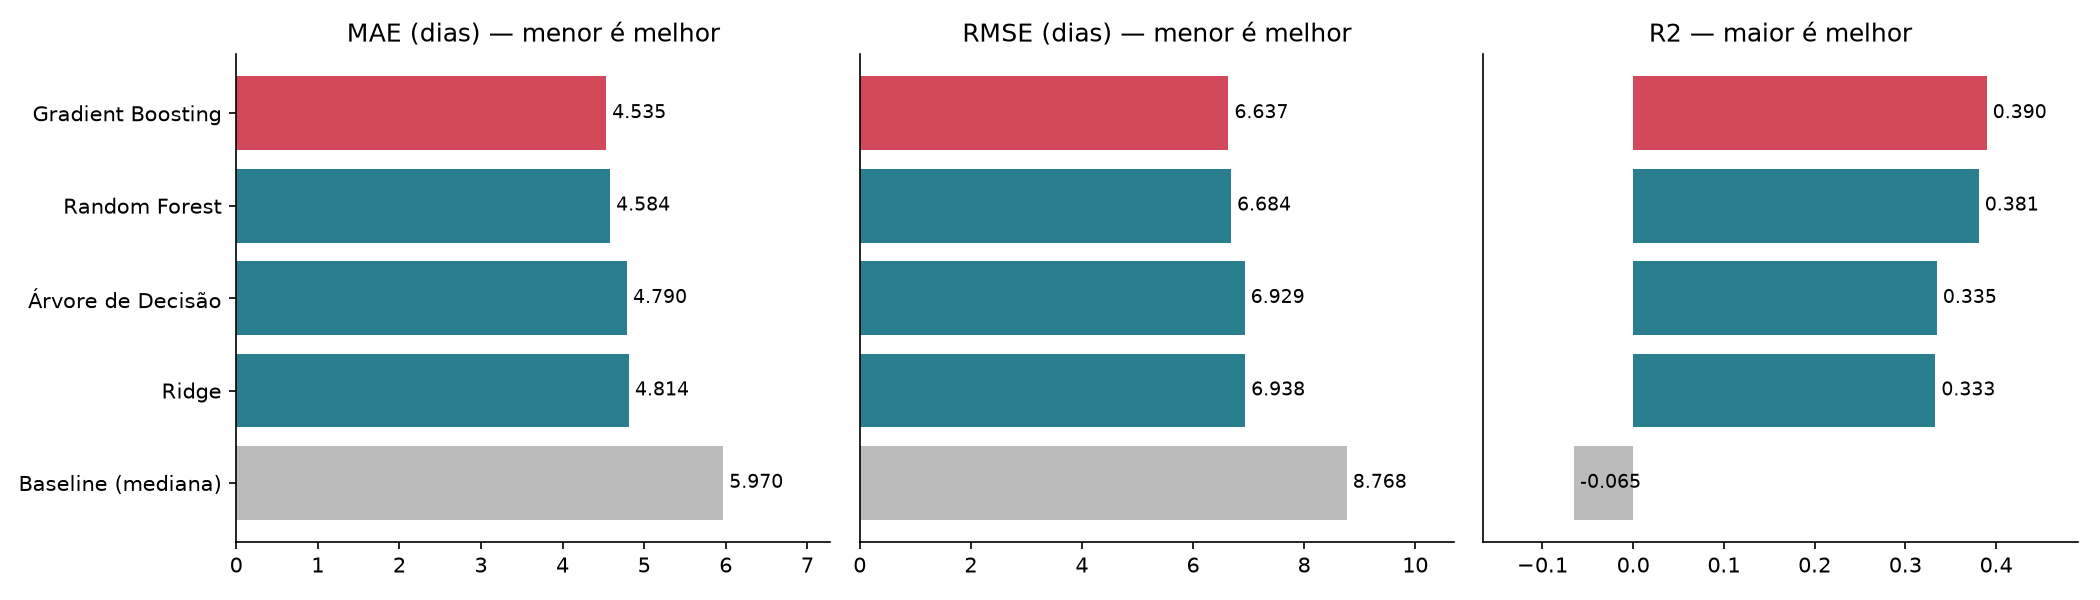 MAE (dias) — menor é melhor
Gradient Boosting
4.535
Random Forest
4.584
Árvore de Decisão
4.790
Ridge
4.814
Baseline (mediana)
5.970
0 1 2 3 4 5 6 7
RMSE (dias) — menor é melhor
6.637
6.684
6.929
6.938
8.768
0 2 4 6 8 10
R2 — maior é melhor
0.390
0.381
0.335
0.333
-0.065
−0.1 0.0 0.1 0.2 0.3 0.4